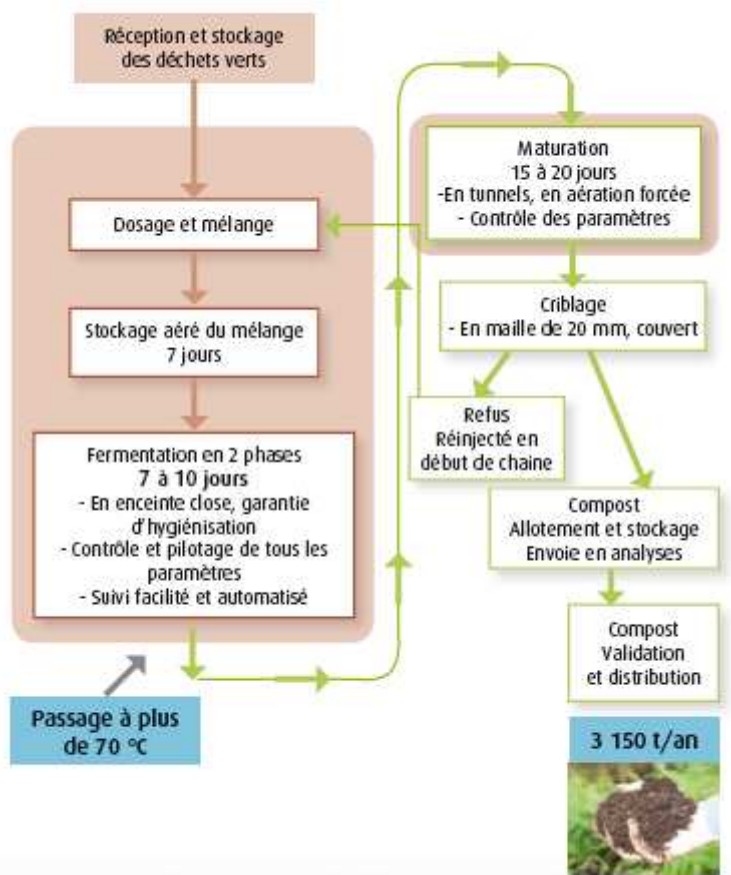 Réception et stockage
des déchets verts
Dosage et mélange
Stockage aéré du mélange
7 jours
Fermentation en 2 phases
7 à 10 jours
- En enceinte close, garantie
d'hygiénisation
- Contrôle et pilotage de tous les
paramètres
- Suivi facilité et automatisé
Passage à plus
de 70 °C
Maturation
15 à 20 jours
-En tunnels, en aération forcée
- Contrôle des paramètres
Criblage
- En maille de 20 mm, couvert
Refus
Réinjecté en
début de chaine
Compost
Allotement et stockage
Envoie en analyses
Compost
Validation
et distribution
3 150 t/an